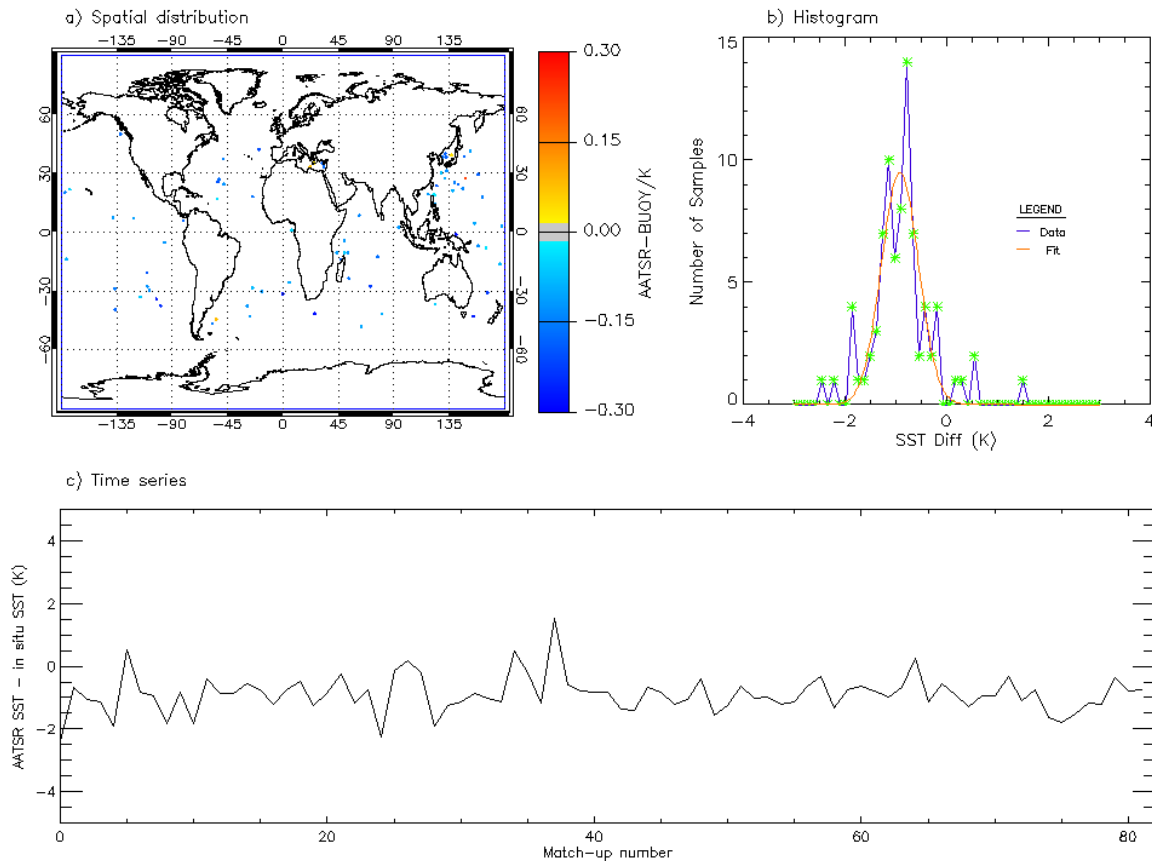 a) Spatial distribution
−135 −90 −45 0 45 90 135
60 30 0 −30 −60
60 30 0 −30 −60
−135 −90 −45 0 45 90 135
0.30
0.15
0.00
−0.15
−0.30
AATSR−BUOY/K
b) Histogram
15
10
5
0
Number of Samples
LEGEND
Data
Fit
−4 −2 0 2 4
SST Diff (K)
c) Time series
4
2
0
−2
−4
AATSR SST − in situ SST (K)
0 20 40 60 80
Match−up number